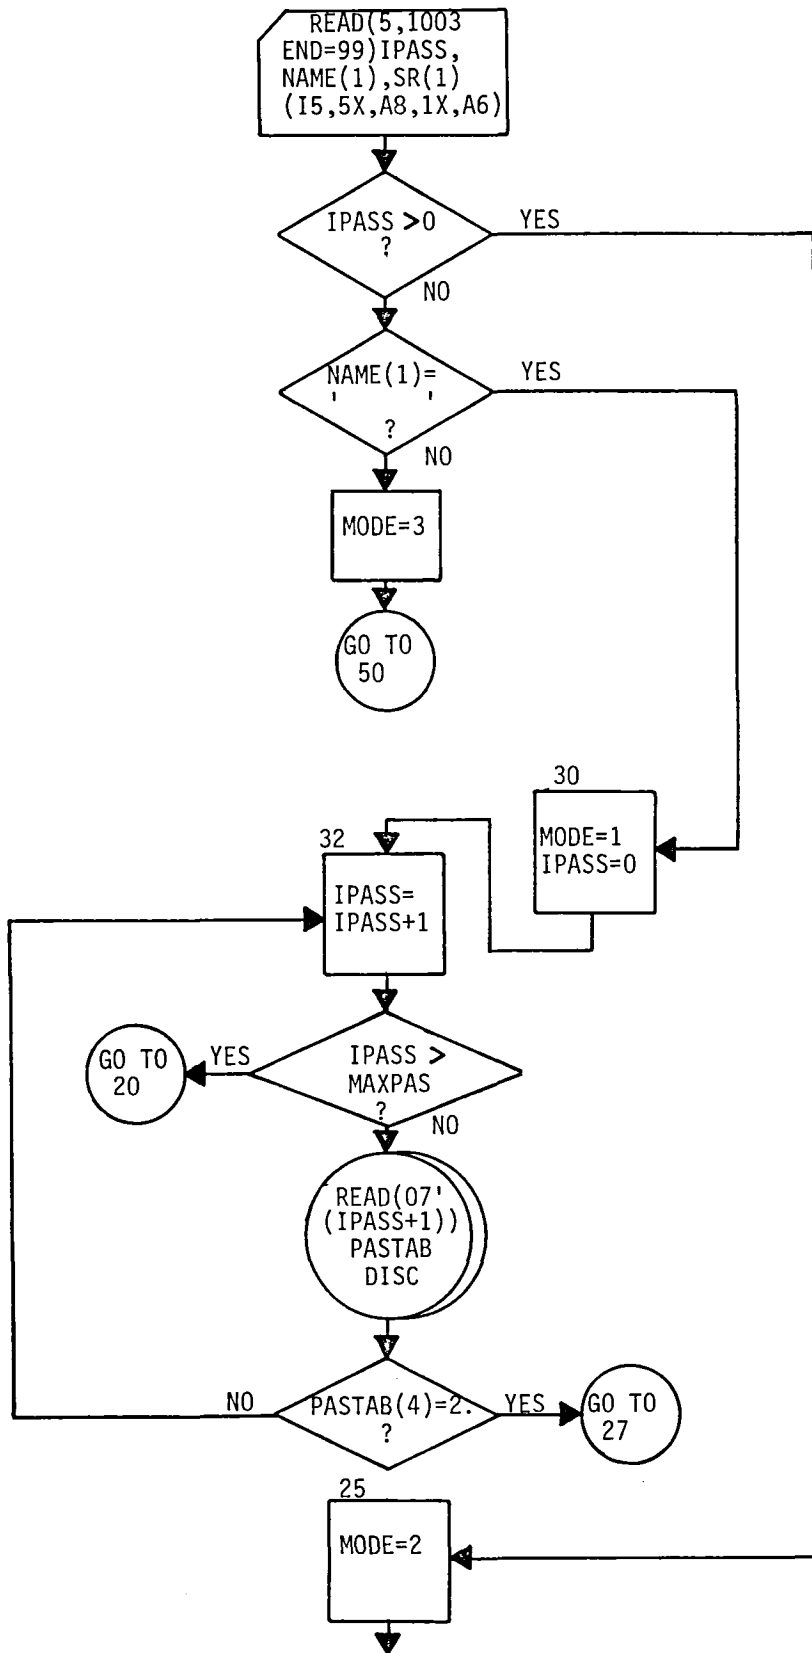 READ(5,1003
END=99)IPASS,
NAME(1),SR(1)
(I5,5X,A8,1X,A6)
IPASS >0
?
YES
NO
NAME(1)=
'          '
?
YES
NO
MODE=3
GO TO
50
30
MODE=1
IPASS=0
32
IPASS=
IPASS+1
IPASS >
MAXPAS
?
YES
GO TO
20
NO
READ(07'
(IPASS+1))
PASTAB
DISC
PASTAB(4)=2.
?
NO
YES
GO TO
27
25
MODE=2